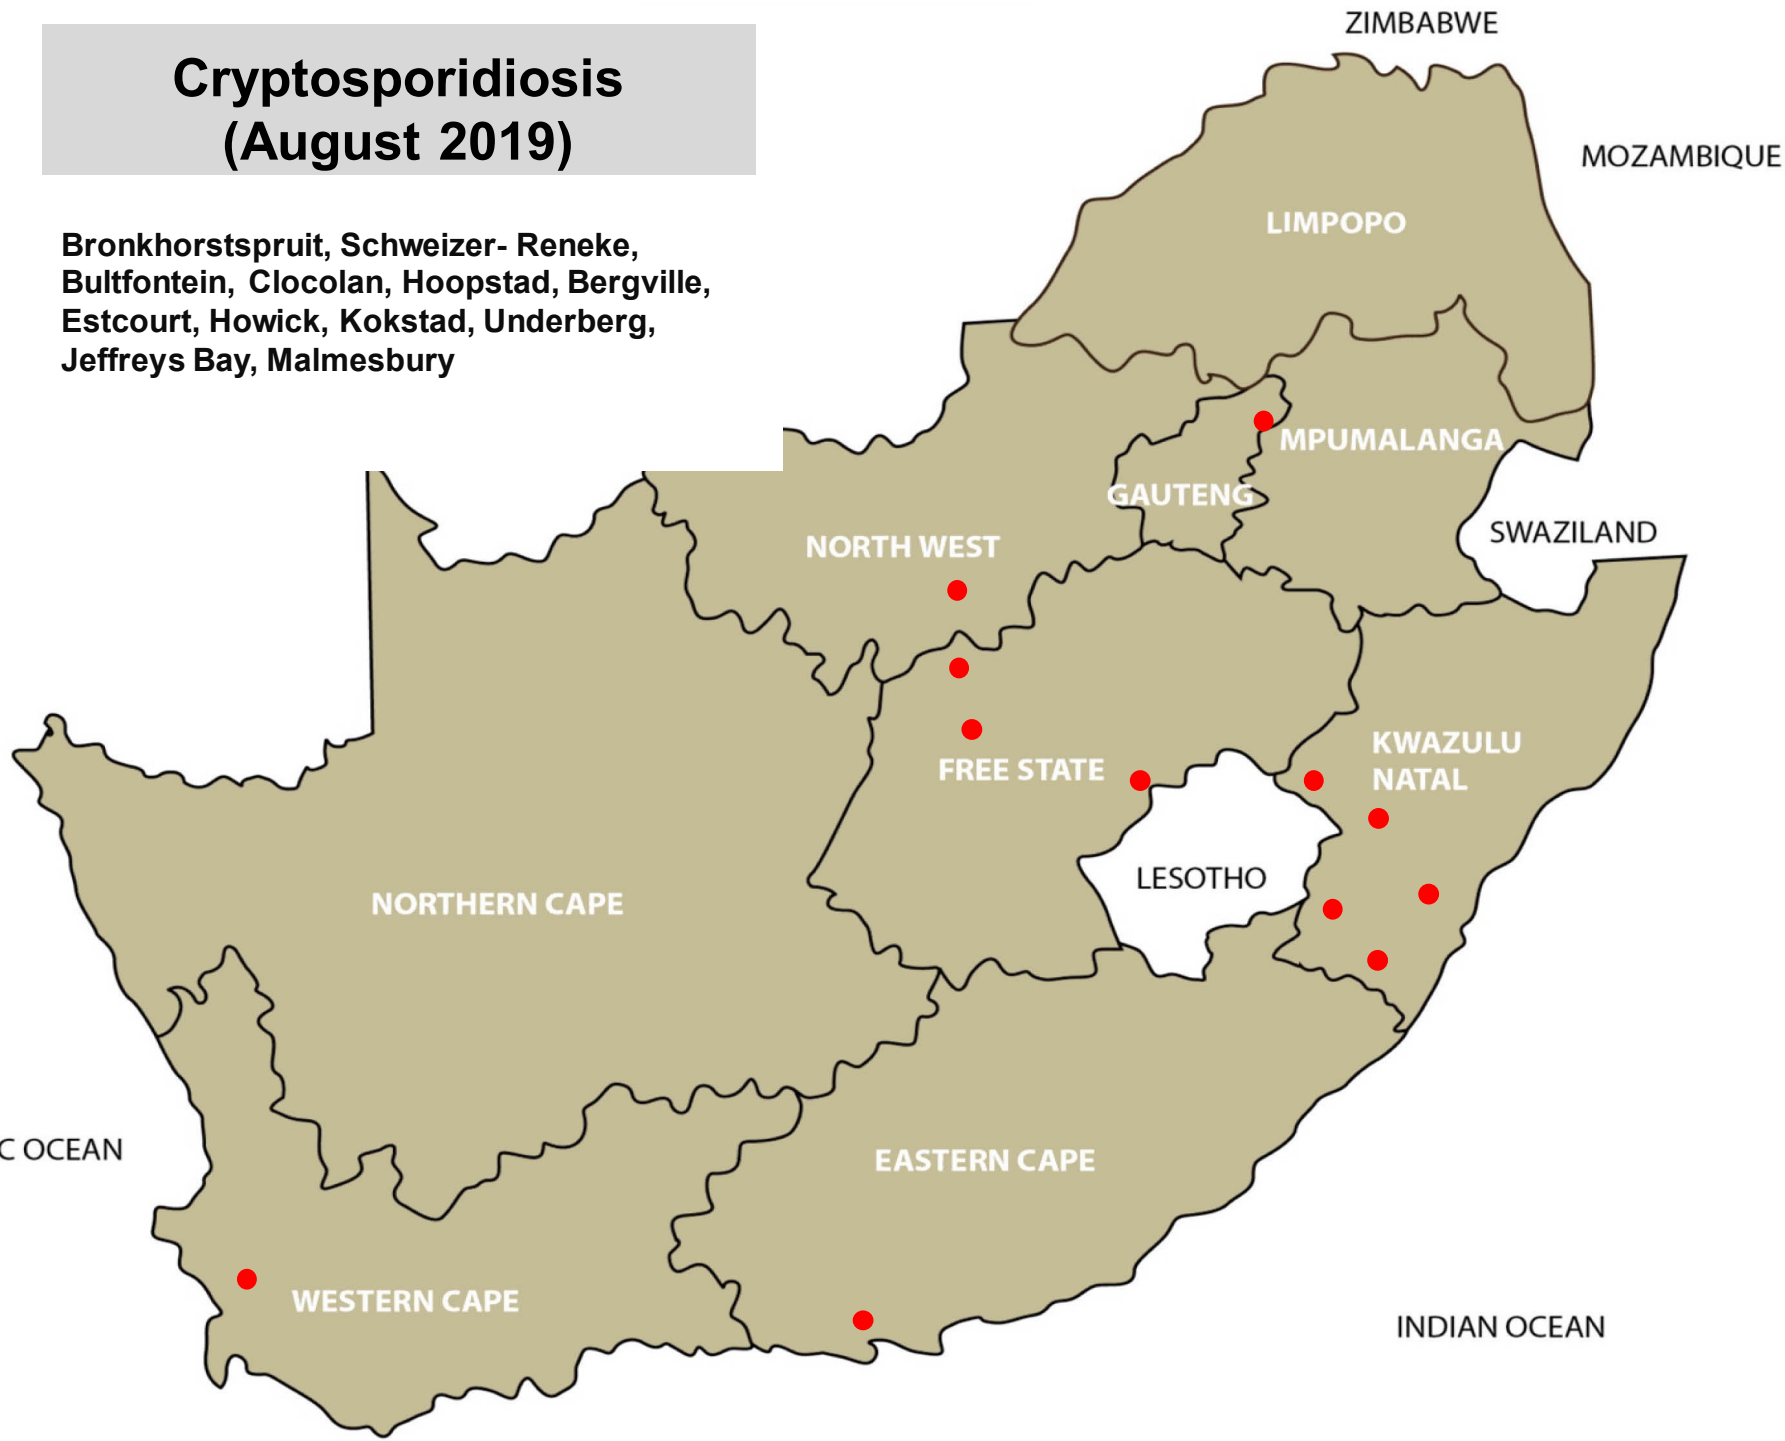 Cryptosporidiosis
(August 2019)
Bronkhorstspruit, Schweizer- Reneke,
Bultfontein, Clocolan, Hoopstad, Bergville,
Estcourt, Howick, Kokstad, Underberg,
Jeffreys Bay, Malmesbury
ZIMBABWE
MOZAMBIQUE
LIMPOPO
MPUMALANGA
GAUTENG
SWAZILAND
NORTH WEST
KWAZULU
NATAL
FREE STATE
LESOTHO
NORTHERN CAPE
C OCEAN
EASTERN CAPE
WESTERN CAPE
INDIAN OCEAN